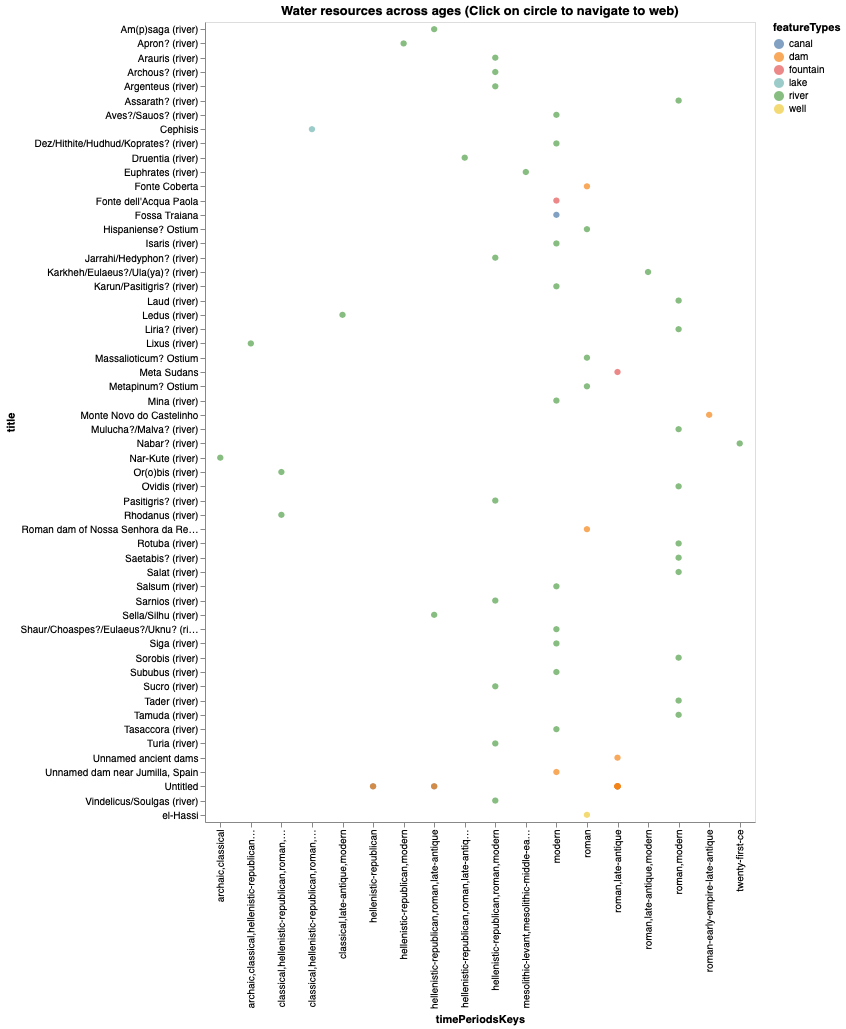 Water resources across ages (Click on circle to navigate to web)
featureTypes
canal
dam
fountain
lake
river
well
title
Am(p)saga (river)
Apron? (river)
Arauris (river)
Archous? (river)
Argenteus (river)
Assarath? (river)
Aves?/Sauos? (river)
Cephisis
Dez/Hithite/Hudhud/Koprates? (river)
Druentia (river)
Euphrates (river)
Fonte Coberta
Fonte dell'Acqua Paola
Fossa Traiana
Hispaniense? Ostium
Isaris (river)
Jarrahi/Hedyphon? (river)
Karkheh/Eulaeus?/Ula(ya)? (river)
Karun/Pasitigris? (river)
Laud (river)
Ledus (river)
Liria? (river)
Lixus (river)
Massalioticum? Ostium
Meta Sudans
Metapinum? Ostium
Mina (river)
Monte Novo do Castelinho
Mulucha?/Malva? (river)
Nabar? (river)
Nar-Kute (river)
Or(o)bis (river)
Ovidis (river)
Pasitigris? (river)
Rhodanus (river)
Roman dam of Nossa Senhora da Re…
Rotuba (river)
Saetabis? (river)
Salat (river)
Salsum (river)
Sarnios (river)
Sella/Silhu (river)
Shaur/Choaspes?/Eulaeus?/Uknu? (ri…
Siga (river)
Sorobis (river)
Sububus (river)
Sucro (river)
Tader (river)
Tamuda (river)
Tasaccora (river)
Turia (river)
Unnamed ancient dams
Unnamed dam near Jumilla, Spain
Untitled
Vindelicus/Soulgas (river)
el-Hassi
archaic,classical
archaic,classical,hellenistic-republican…
classical,hellenistic-republican,roman,…
classical,hellenistic-republican,roman,…
classical,late-antique,modern
hellenistic-republican
hellenistic-republican,modern
hellenistic-republican,roman,late-antique
hellenistic-republican,roman,late-antiq…
hellenistic-republican,roman,modern
mesolithic-levant,mesolithic-middle-ea…
modern
roman
roman,late-antique
roman,late-antique,modern
roman,modern
roman-early-empire-late-antique
twenty-first-ce
timePeriodsKeys